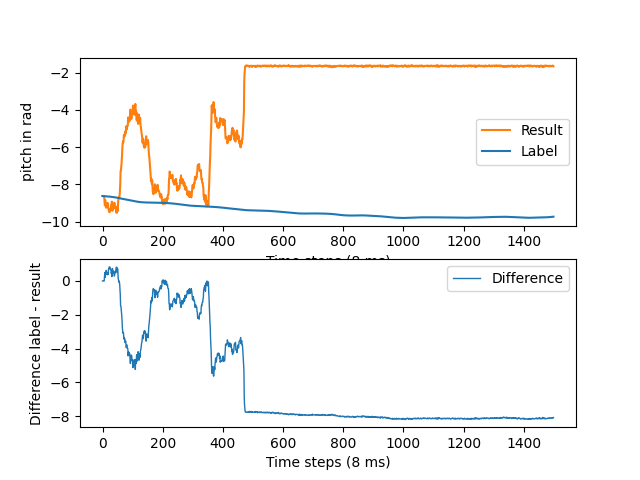 −2
−4
−6
−8
−10
pitch in rad
Result
Label
0 200 400 600 800 1000 1200 1400
Time steps (8 ms)
0
−2
−4
−6
−8
Difference label - result
Difference
0 200 400 600 800 1000 1200 1400
Time steps (8 ms)